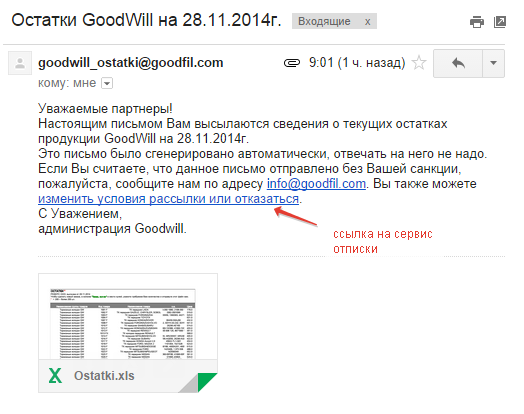 Остатки GoodWill на 28.11.2014г.
Входящие x
goodwill_ostatki@goodfil.com
9:01 (1 ч. назад)
кому: мне
Уважаемые партнеры!
Настоящим письмом Вам высылаются сведения о текущих остатках
продукции GoodWill на 28.11.2014г.
Это письмо было сгенерировано автоматически, отвечать на него не надо.
Если Вы считаете, что данное письмо отправлено без Вашей санкции,
пожалуйста, сообщите нам по адресу info@goodfil.com. Вы также можете
изменить условия рассылки или отказаться.
С Уважением,
администрация Goodwill.
ссылка на сервис
отписки
Ostatki.xls